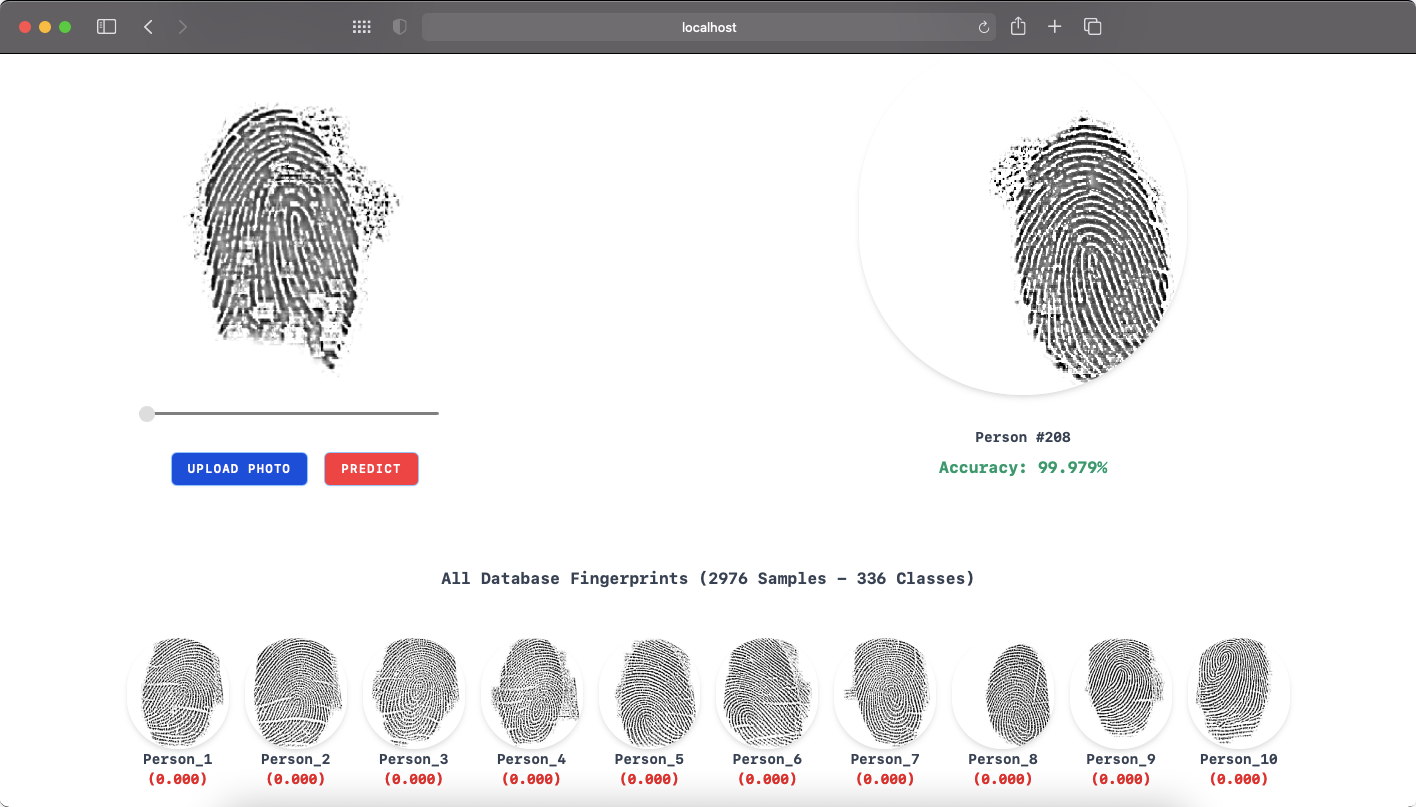 localhost
UPLOAD PHOTO PREDICT
Person #208
Accuracy: 99.979%
All Database Fingerprints (2976 Samples - 336 Classes)
Person_1 Person_2 Person_3 Person_4 Person_5 Person_6 Person_7 Person_8 Person_9 Person_10
(0.000) (0.000) (0.000) (0.000) (0.000) (0.000) (0.000) (0.000) (0.000) (0.000)